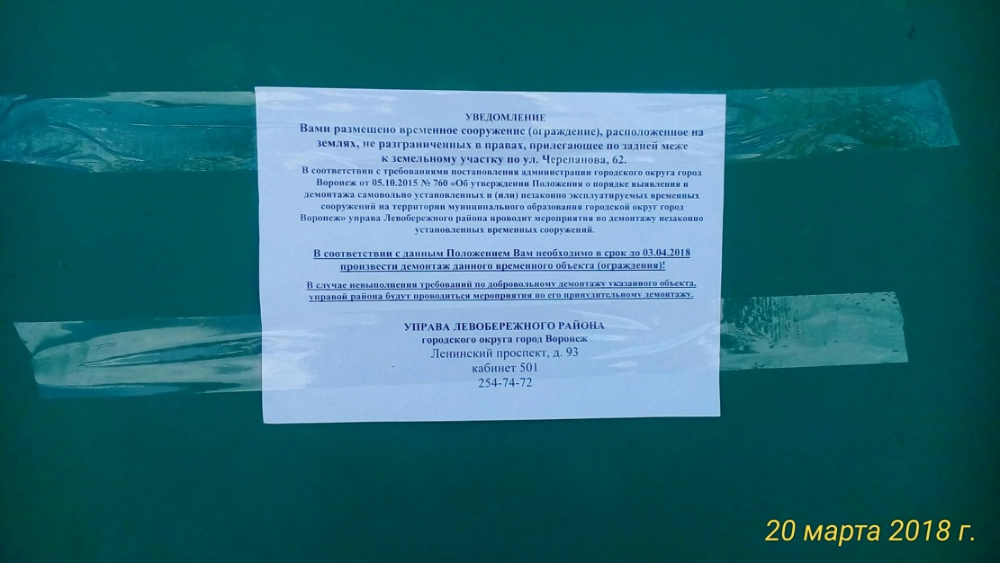 УВЕДОМЛЕНИЕ
Вами размещено временное сооружение (ограждение), расположенное на
землях, не разграниченных в правах, прилегающее по задней меже
к земельному участку по ул. Черепанова, 62.
В соответствии с требованиями постановления администрации городского округа город
Воронеж от 05.10.2015 № 760 «Об утверждении Положения о порядке выявления и
демонтажа самовольно установленных и (или) незаконно эксплуатируемых временных
сооружений на территории муниципального образования городской округ город
Воронеж» управа Левобережного района проводит мероприятия по демонтажу незаконно
установленных временных сооружений.
В соответствии с данным Положением Вам необходимо в срок до 03.04.2018
произвести демонтаж данного временного объекта (ограждения)!
В случае невыполнения требований по добровольному демонтажу указанного объекта,
управой района будут проводиться мероприятия по его принудительному демонтажу.
УПРАВА ЛЕВОБЕРЕЖНОГО РАЙОНА
городского округа город Воронеж
Ленинский проспект, д. 93
кабинет 501
254-74-72
20 марта 2018 г.